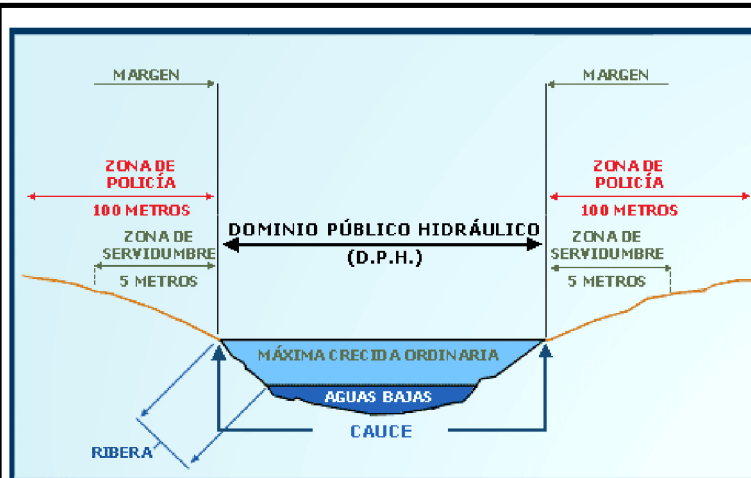 MARGEN
MARGEN
ZONA DE
POLICÍA
100 METROS
ZONA DE
POLICÍA
100 METROS
DOMINIO PÚBLICO HIDRÁULICO
(D.P.H.)
ZONA DE
SERVIDUMBRE
5 METROS
ZONA DE
SERVIDUMBRE
5 METROS
MÁXIMA CRECIDA ORDINARIA
AGUAS BAJAS
CAUCE
RIBERA